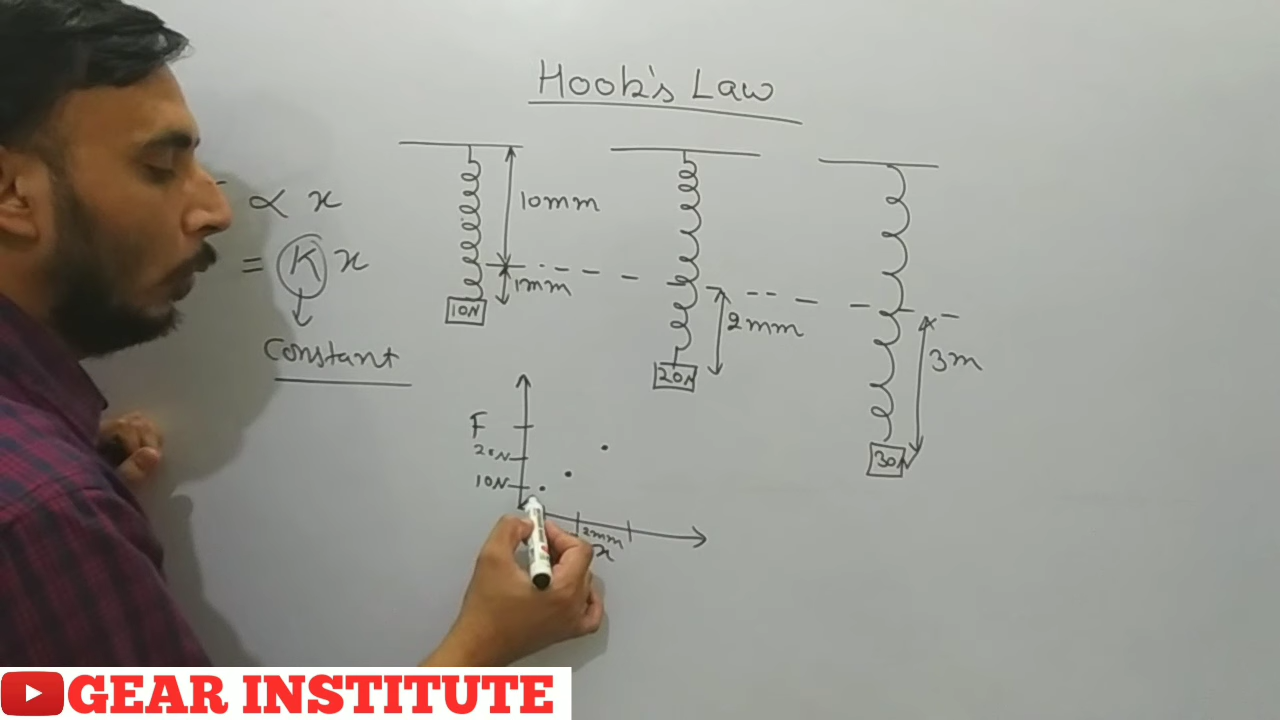 Hook's Law
∝ x
= K x
Constant
10mm
1mm
10N
2mm
20N
3m
30N
F
20N
10N
2mm
x
GEAR INSTITUTE